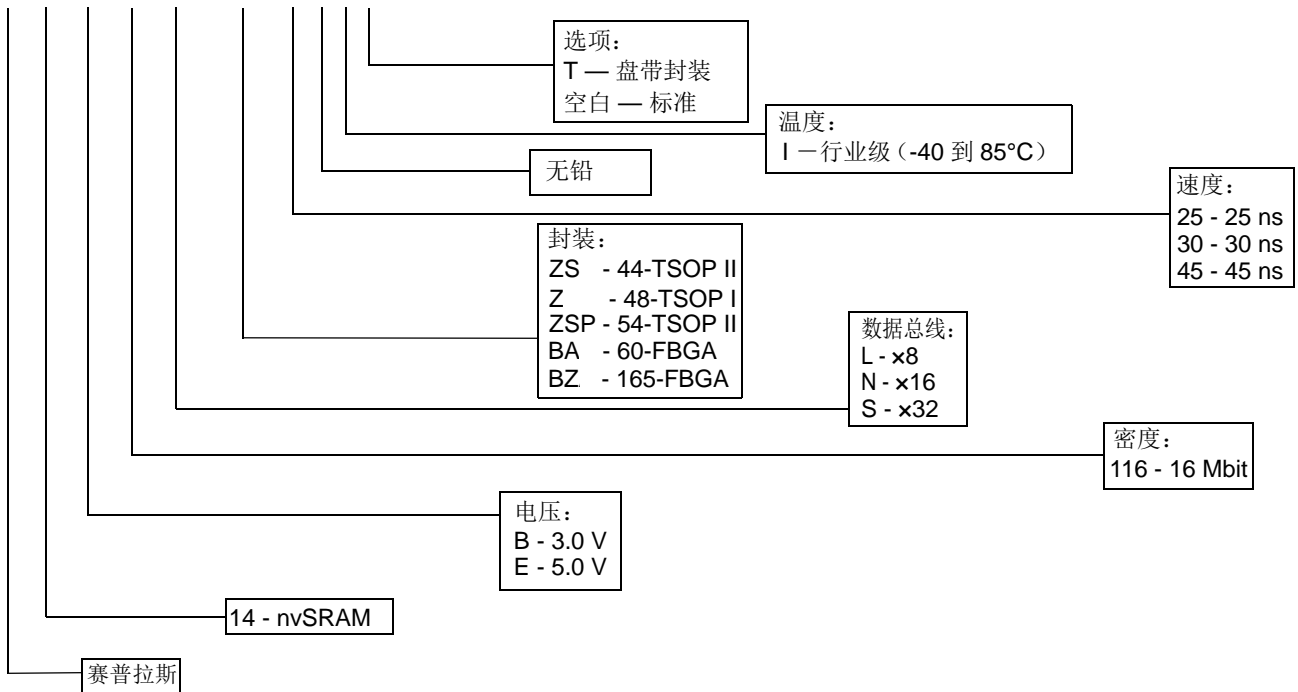 选项：
T — 盘带封装
空白 — 标准
温度：
I －行业级（-40 到 85°C）
无铅
速度：
25 - 25 ns
30 - 30 ns
45 - 45 ns
封装：
ZS - 44-TSOP II
Z - 48-TSOP I
ZSP - 54-TSOP II
BA - 60-FBGA
BZ - 165-FBGA
数据总线：
L - ×8
N - ×16
S - ×32
密度：
116 - 16 Mbit
电压：
B - 3.0 V
E - 5.0 V
14 - nvSRAM
赛普拉斯